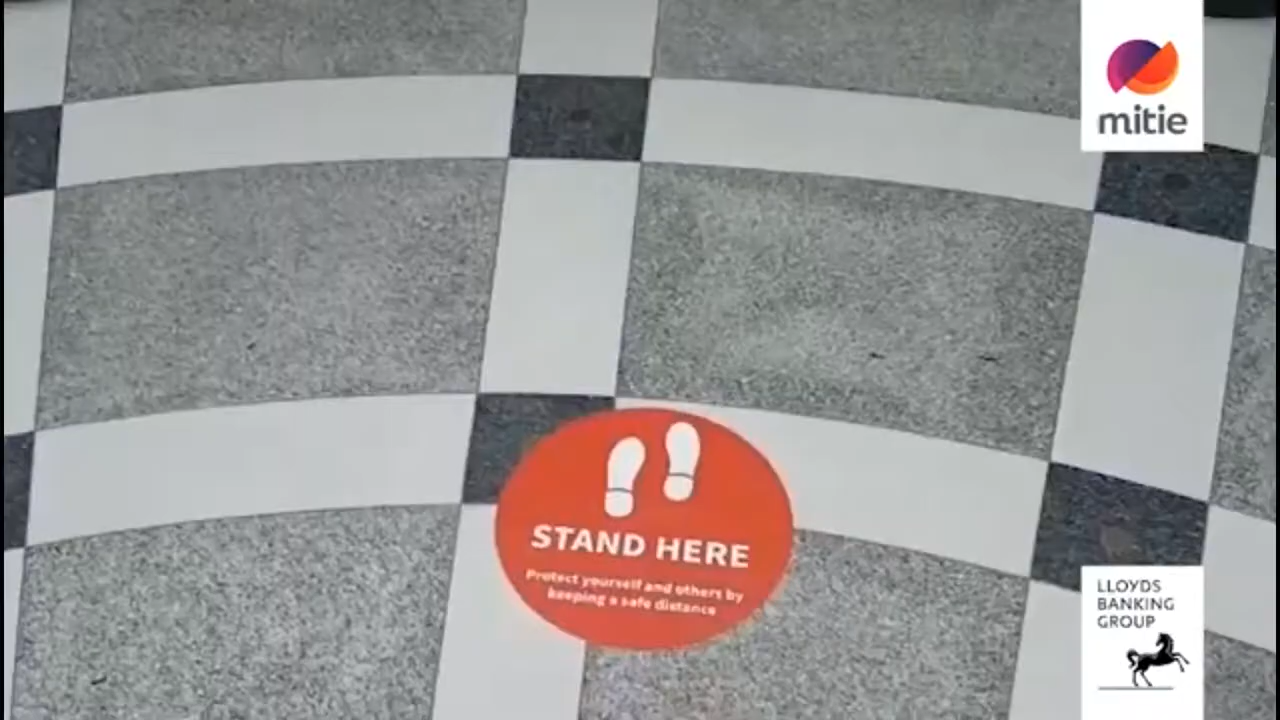 mitie
STAND HERE
Protect yourself and others by
keeping a safe distance
LLOYDS
BANKING
GROUP